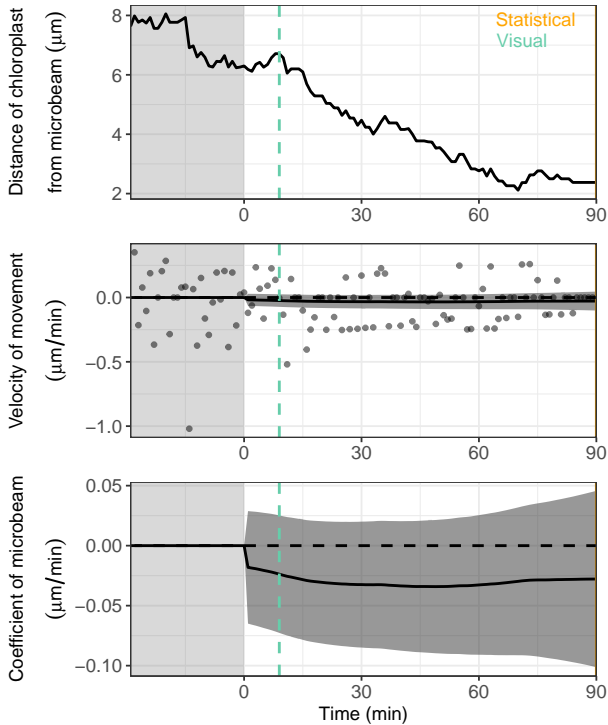 Distance of chloroplast
from microbeam (μm)
8
6
4
2
Statistical
Visual
0
30
60
90
Velocity of movement
(μm/min)
0.0
−0.5
−1.0
0
30
60
90
Coefficient of microbeam
(μm/min)
0.05
0.00
−0.05
−0.10
0
30
60
90
Time (min)